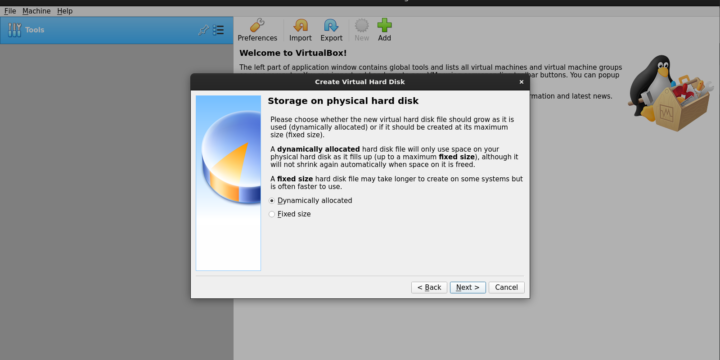 File Machine Help
Tools
Preferences Import Export New Add
Welcome to VirtualBox!
The left part of application window contains global tools and lists all virtual machines and virtual machine groups
bar buttons. You can popup
mation and latest news.
Create Virtual Hard Disk
Storage on physical hard disk
Please choose whether the new virtual hard disk file should grow as it is
used (dynamically allocated) or if it should be created at its maximum
size (fixed size).
A dynamically allocated hard disk file will only use space on your
physical hard disk as it fills up (up to a maximum fixed size), although it
will not shrink again automatically when space on it is freed.
A fixed size hard disk file may take longer to create on some systems but
is often faster to use.
Dynamically allocated
Fixed size
< Back Next > Cancel